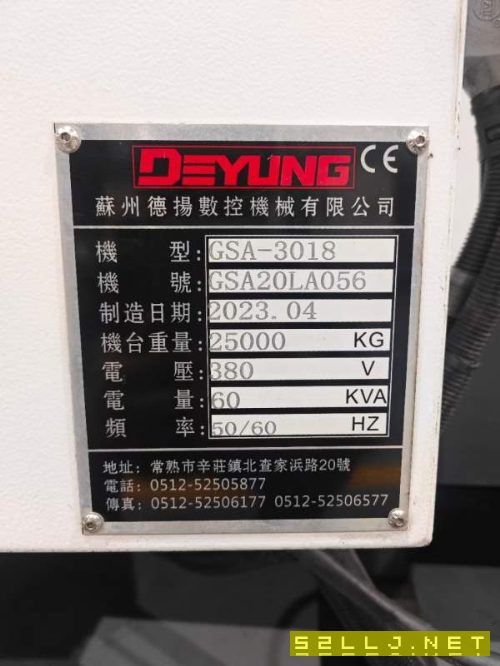 DEYUNG CE
蘇州德揚數控機械有限公司
機 型:GSA-3018
機 號:GSA20LA056
制造日期:2023.04
機台重量:25000 KG
電 壓:380 V
電 量:60 KVA
頻 率:50/60 HZ
地址: 常熟市辛莊鎮北查家浜路20號
電話: 0512-52505877
傳真: 0512-52506177 0512-52506577
52LLJ.NET